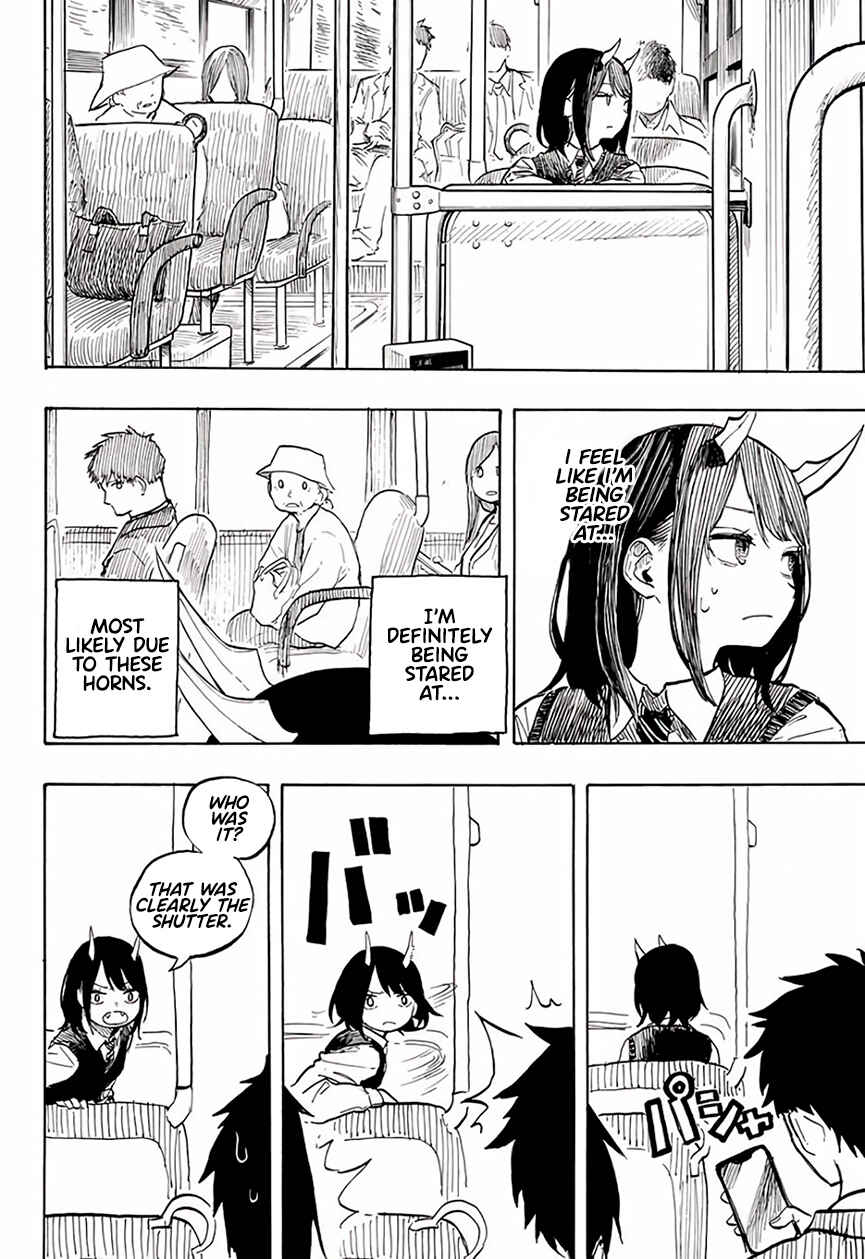 I FEEL
LIKE I'M
BEING
STARED
AT...
I'M
DEFINITELY
BEING
STARED
AT...
MOST
LIKELY DUE
TO THESE
HORNS.
パシャ
バッ
WHO
WAS
IT?
THAT WAS
CLEARLY THE
SHUTTER.